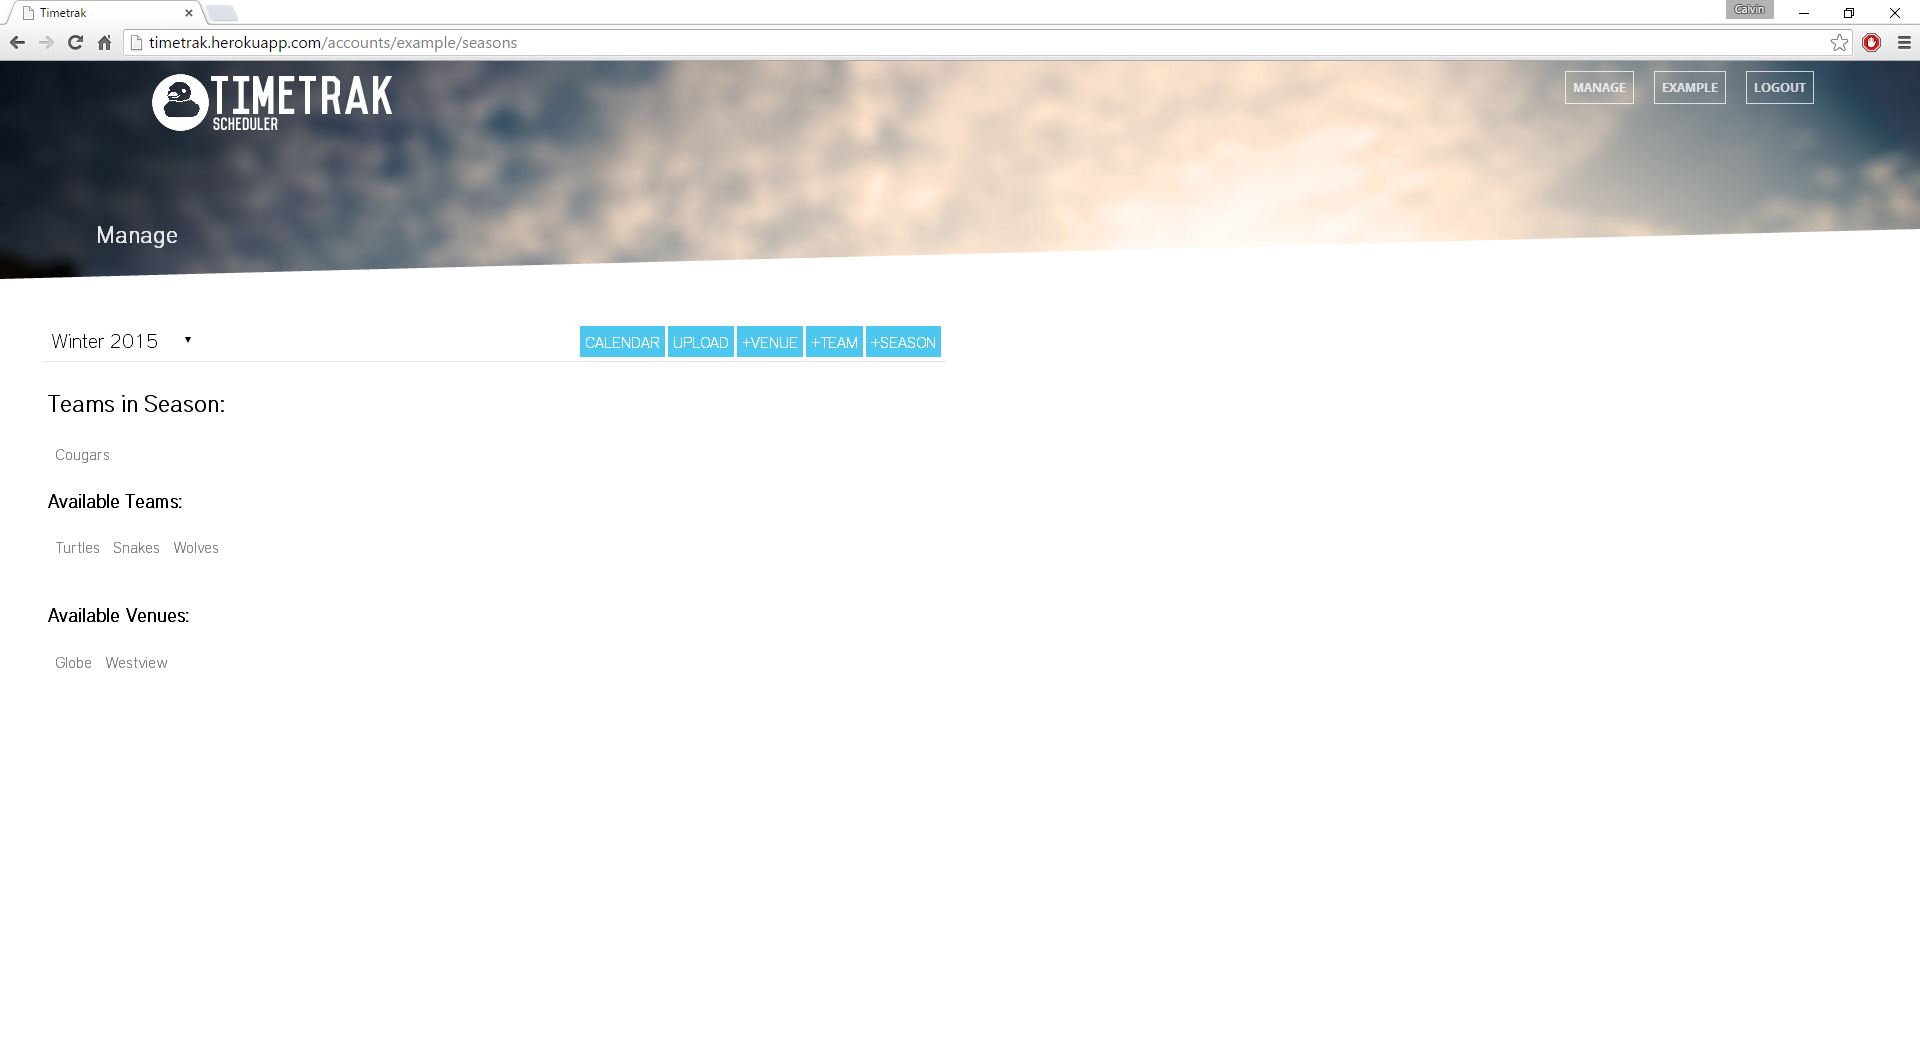 Timetrak
Calvin
timetrak.herokuapp.com/accounts/example/seasons
TIMETRAK
SCHEDULER
MANAGE EXAMPLE LOGOUT
Manage
Winter 2015
CALENDAR UPLOAD +VENUE +TEAM +SEASON
Teams in Season:
Cougars
Available Teams:
Turtles Snakes Wolves
Available Venues:
Globe Westview